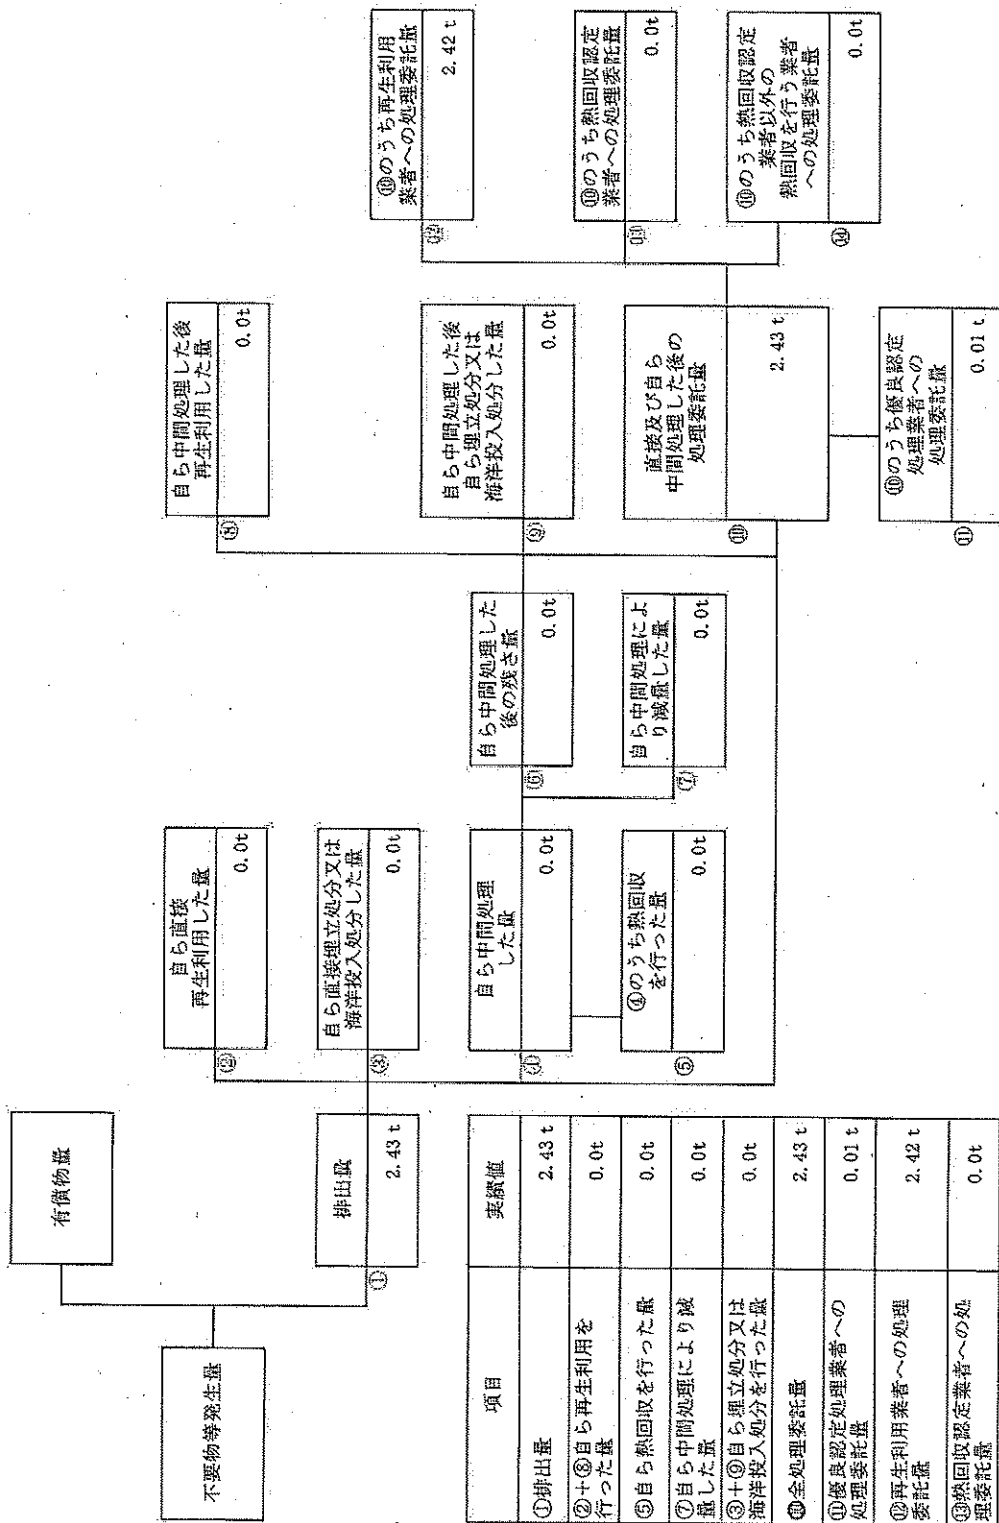 不要物等発生量
有償物量
①
排出量
2.43 t
②
自ら直接
再生利用した量
0.0t
③
自ら直接埋立処分又は
海洋投入処分した量
0.0t
④
自ら中間処理
した量
0.0t
⑤
④のうち熱回収
を行った量
0.0t
⑥
自ら中間処理した
後の残さ量
0.0t
⑦
自ら中間処理によ
り減量した量
0.0t
⑧
自ら中間処理した後
再生利用した量
0.0t
⑨
自ら中間処理した後
自ら埋立処分又は
海洋投入処分した量
0.0t
⑩
直接及び自ら
中間処理した後の
処理委託量
2.43 t
⑪
⑩のうち優良認定
処理業者への
処理委託量
0.01 t
⑫
⑩のうち再生利用
業者への処理委託量
2.42 t
⑬
⑩のうち熱回収認定
業者への処理委託量
0.0t
⑭
⑩のうち熱回収認定
業者以外の
熱回収を行う業者
への処理委託量
0.0t
項目
実績値
①排出量
2.43 t
②+⑧自ら再生利用を
行った量
0.0t
⑤自ら熱回収を行った量
0.0t
⑦自ら中間処理により減
量した量
0.0t
③+⑨自ら埋立処分又は
海洋投入処分を行った量
0.0t
⑩全処理委託量
2.43 t
⑪優良認定処理業者への
処理委託量
0.01 t
⑫再生利用業者への処理
委託量
2.42 t
⑬熱回収認定業者への処
理委託量
0.0t